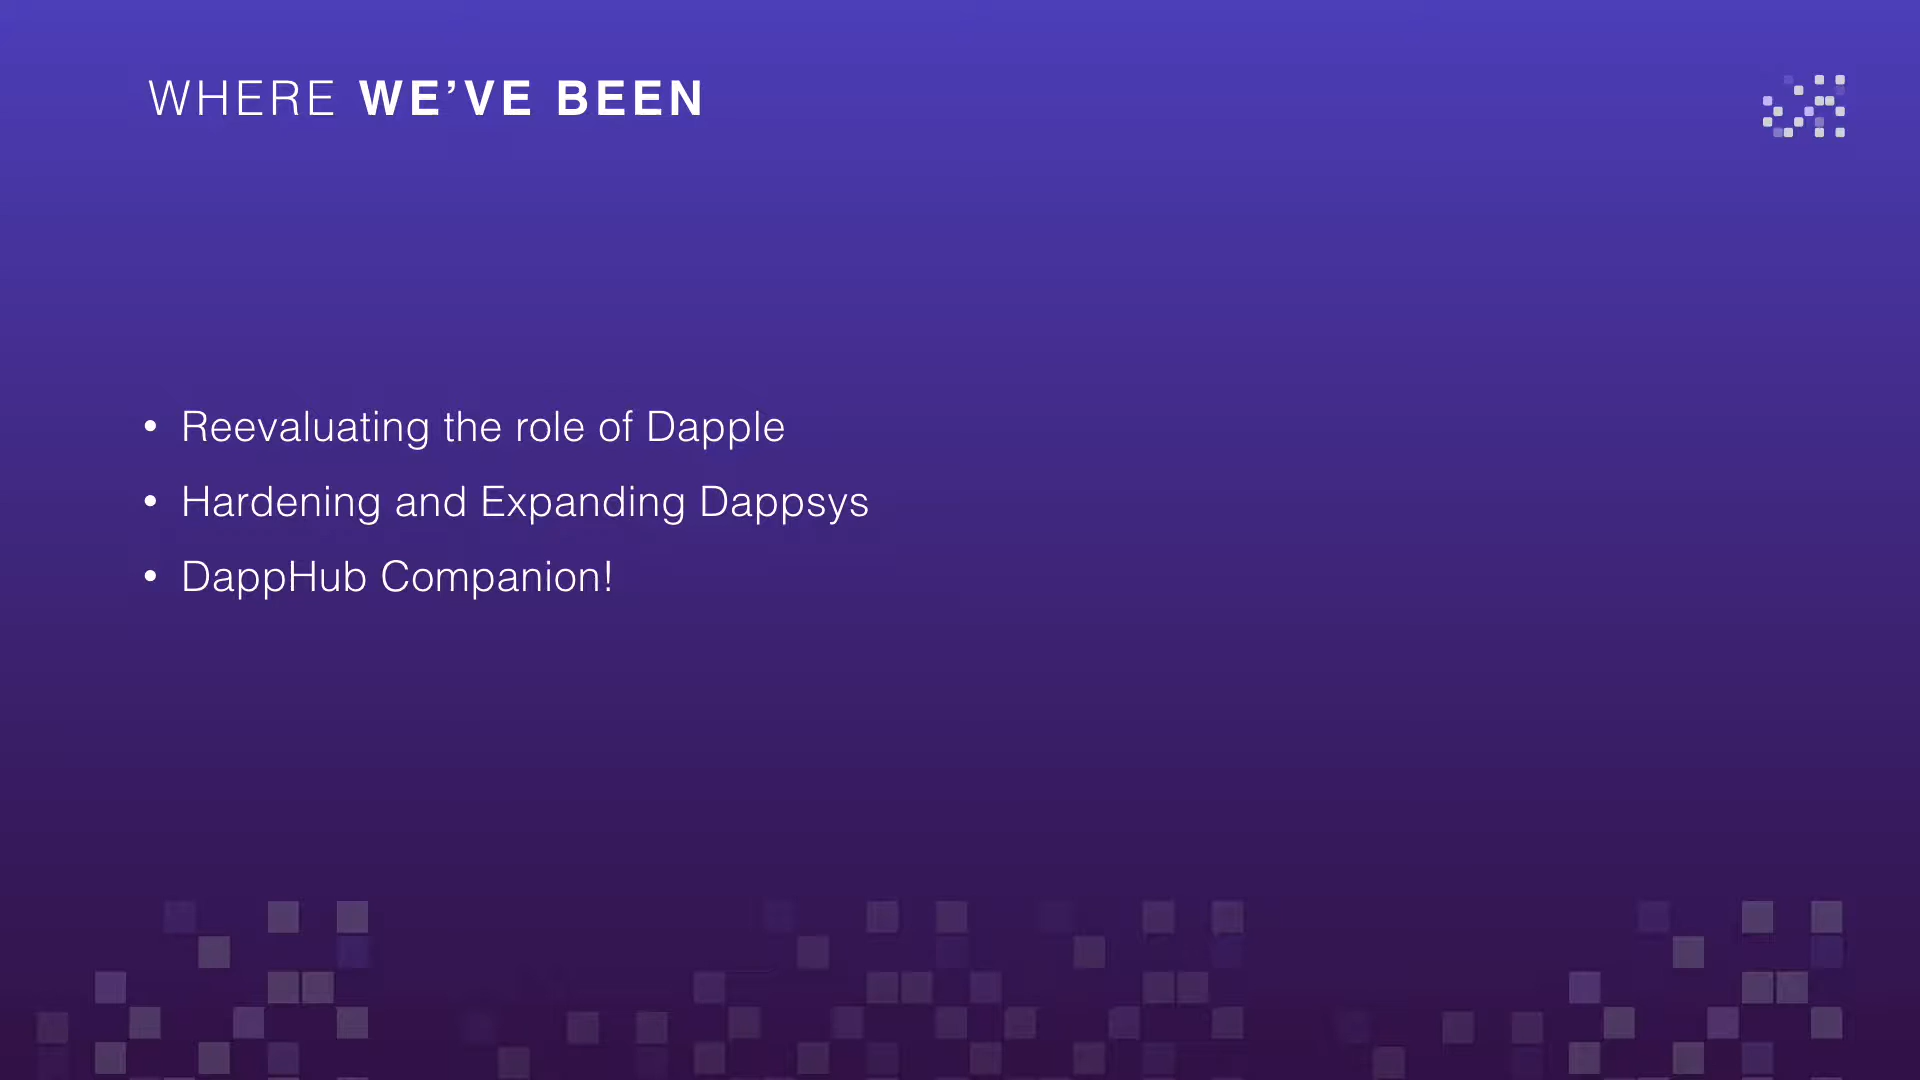 WHERE WE’VE BEEN
• Reevaluating the role of Dapple
• Hardening and Expanding Dappsys
• DappHub Companion!